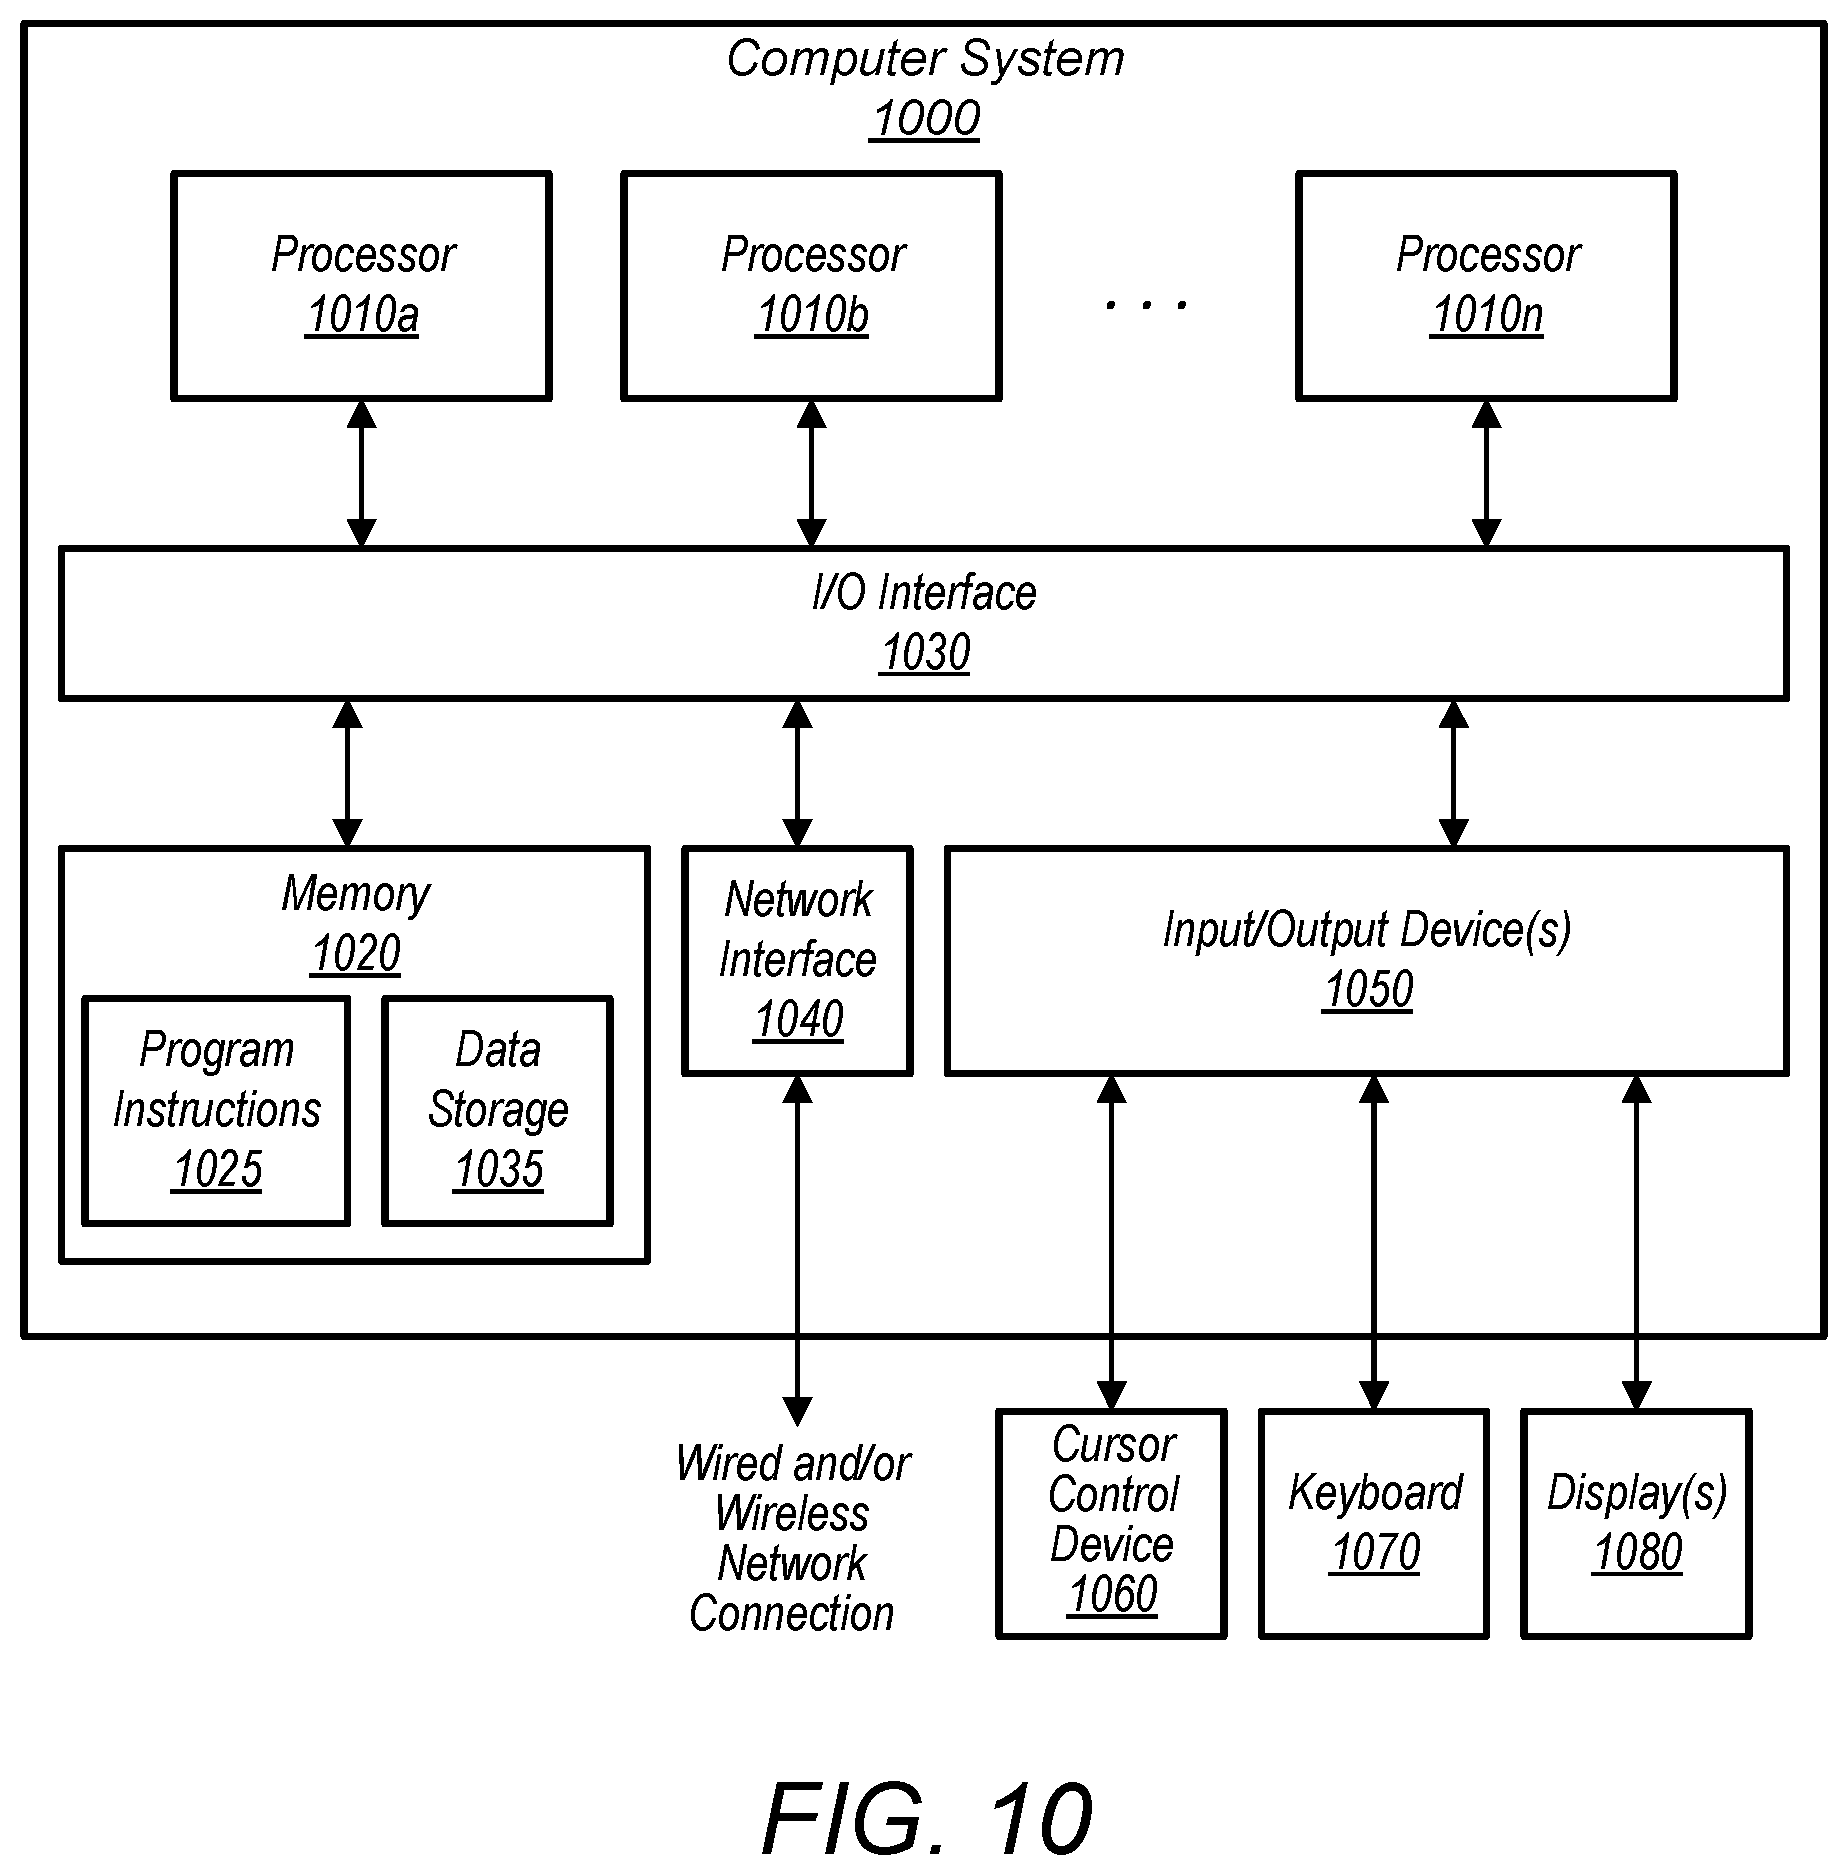 Computer System
1000
Processor
1010a
Processor
1010b
. . .
Processor
1010n
I/O Interface
1030
Memory
1020
Program
Instructions
1025
Data
Storage
1035
Network
Interface
1040
Input/Output Device(s)
1050
Wired and/or
Wireless
Network
Connection
Cursor
Control
Device
1060
Keyboard
1070
Display(s)
1080
FIG. 10